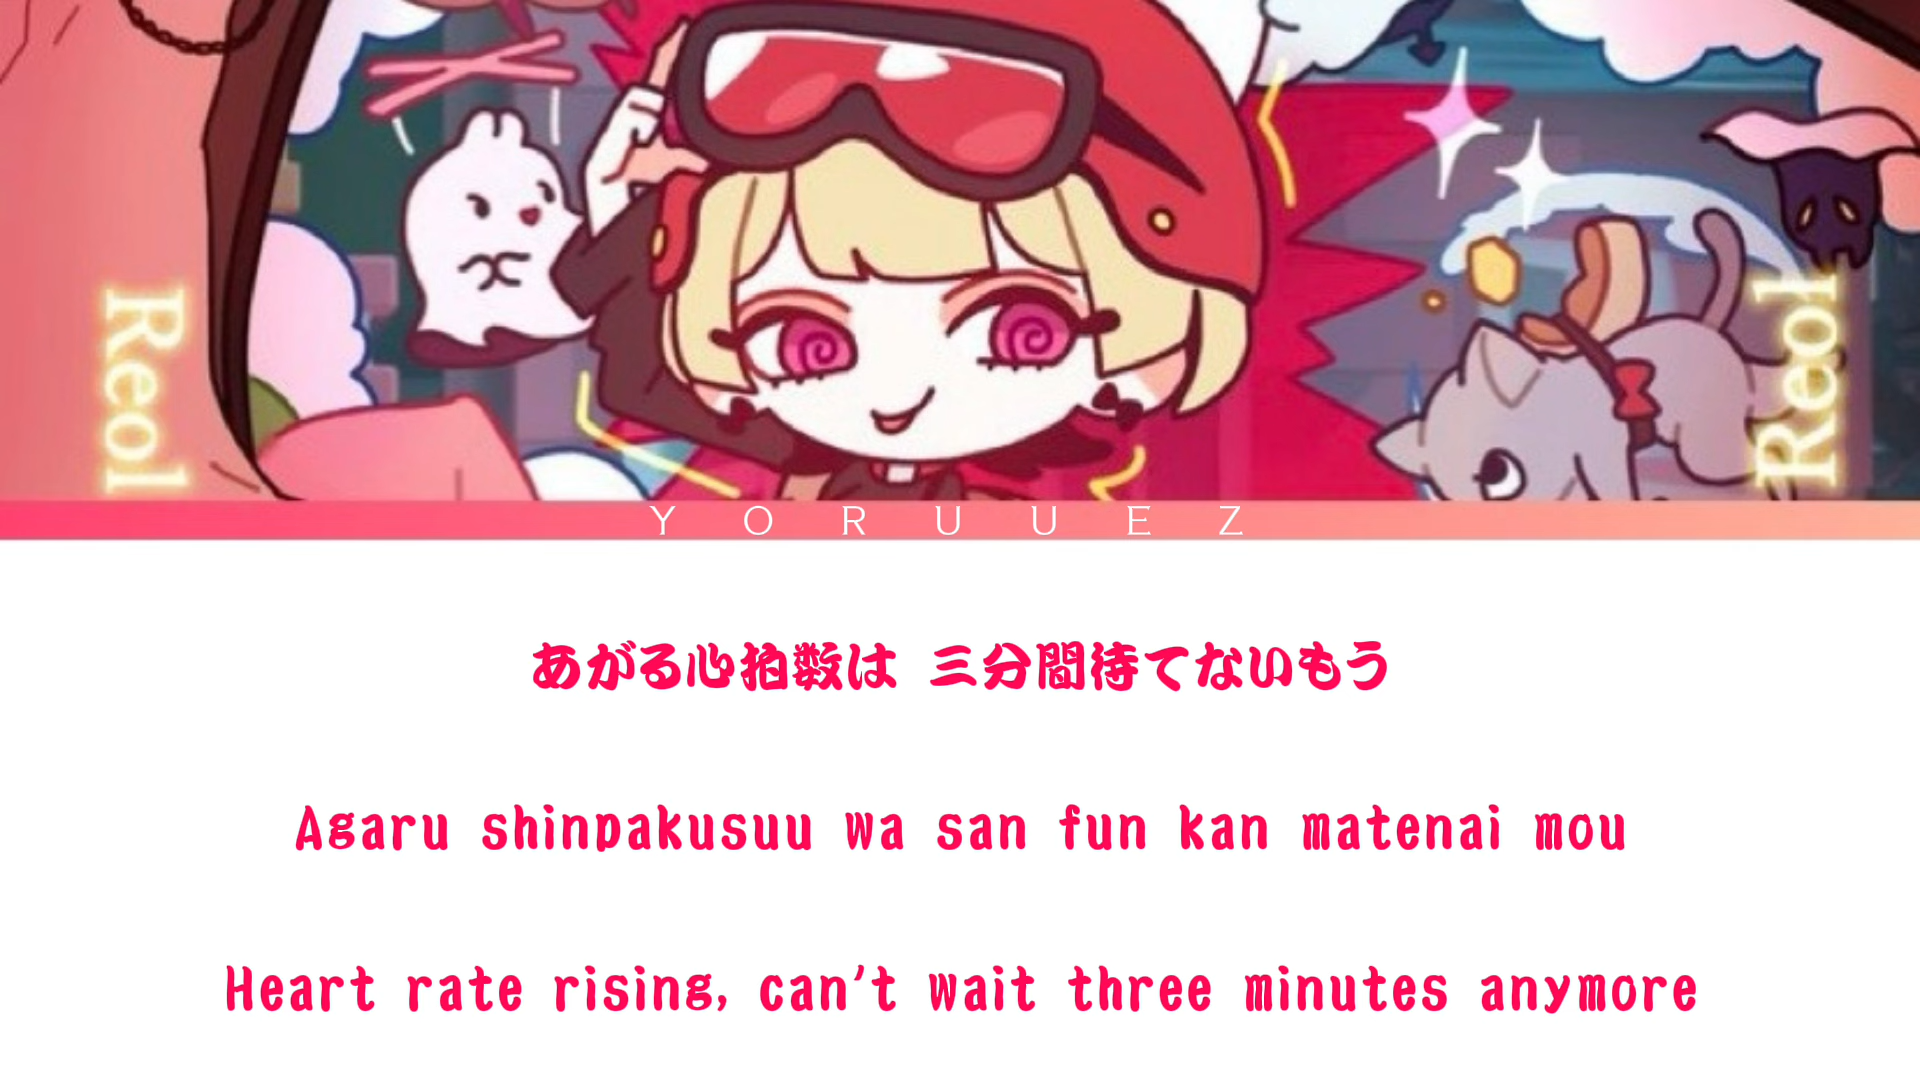 Reol
Reol
YORUUEZ
あがる心拍数は 三分間待てないもう
Agaru shinpakusuu wa san fun kan matenai mou
Heart rate rising, can't wait three minutes anymore